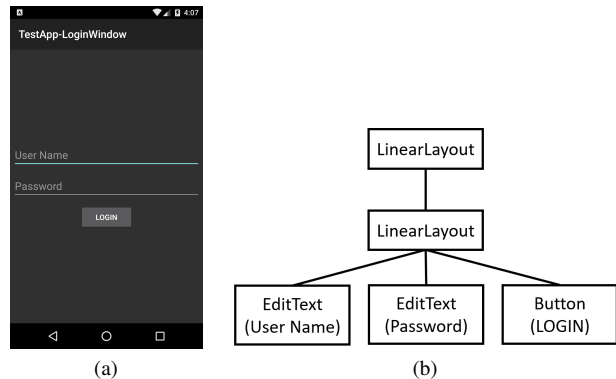 4:07
TestApp-LoginWindow
User Name
Password
LOGIN
(a)
LinearLayout
LinearLayout
EditText
(User Name)
EditText
(Password)
Button
(LOGIN)
(b)